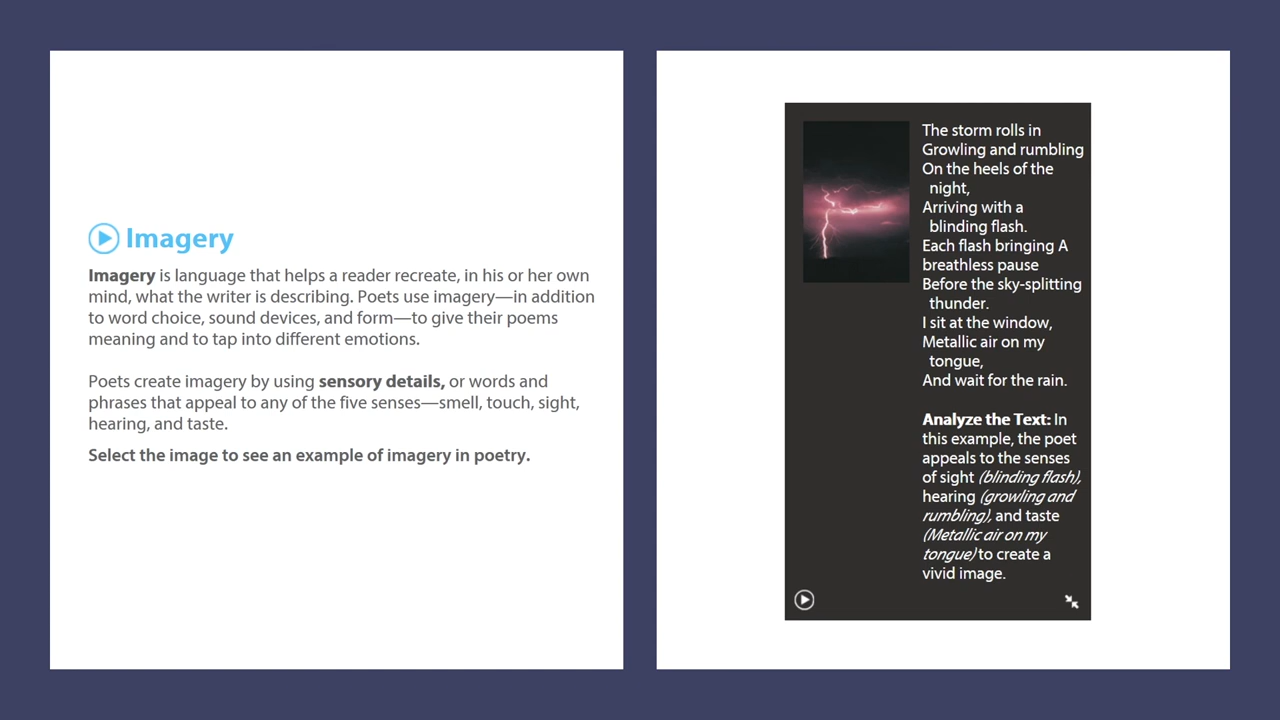 Imagery
Imagery is language that helps a reader recreate, in his or her own
mind, what the writer is describing. Poets use imagery—in addition
to word choice, sound devices, and form—to give their poems
meaning and to tap into different emotions.
Poets create imagery by using sensory details, or words and
phrases that appeal to any of the five senses—smell, touch, sight,
hearing, and taste.
Select the image to see an example of imagery in poetry.
The storm rolls in
Growling and rumbling
On the heels of the
night,
Arriving with a
blinding flash.
Each flash bringing A
breathless pause
Before the sky-splitting
thunder.
I sit at the window,
Metallic air on my
tongue,
And wait for the rain.
Analyze the Text: In
this example, the poet
appeals to the senses
of sight (blinding flash),
hearing (growling and
rumbling), and taste
(Metallic air on my
tongue) to create a
vivid image.